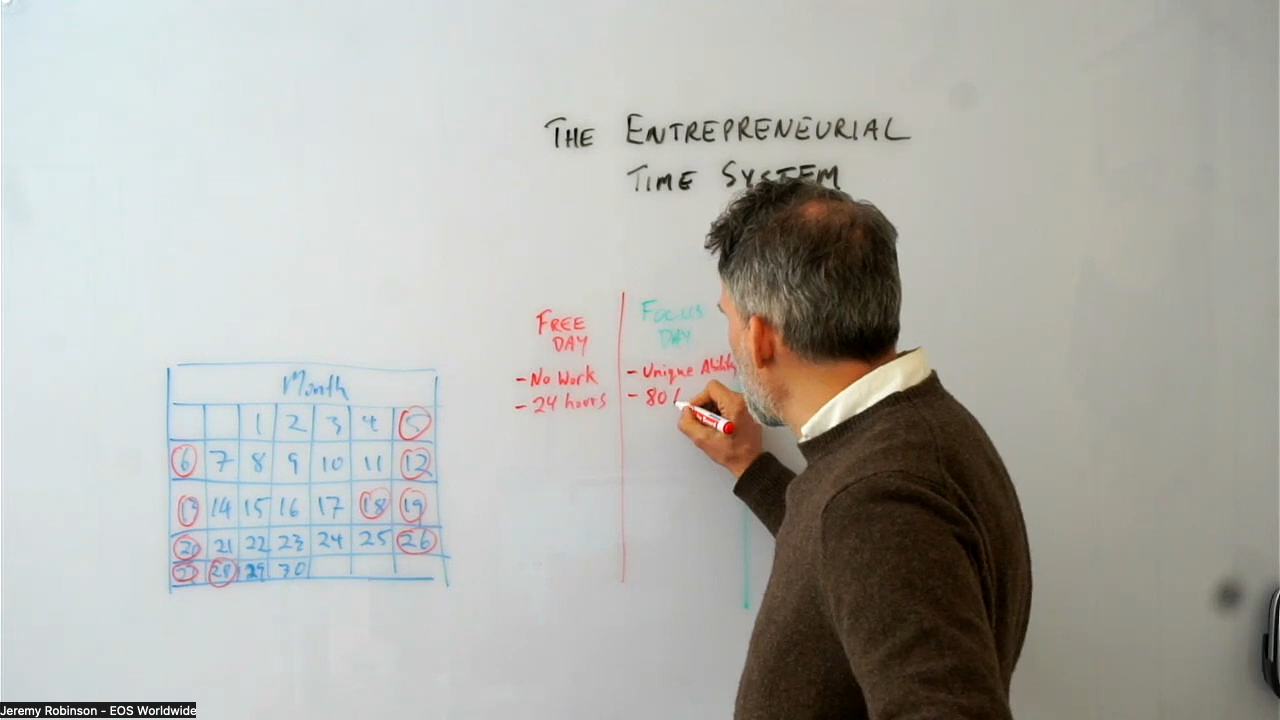 THE ENTREPRENEURIAL
TIME SYSTEM
FREE
DAY
- No Work
- 24 hours
FOCUS
DAY
- Unique Ability
- 80
Month
1 2 3 4 5
6 7 8 9 10 11 12
13 14 15 16 17 18 19
20 21 22 23 24 25 26
27 28 29 30
Jeremy Robinson - EOS Worldwide